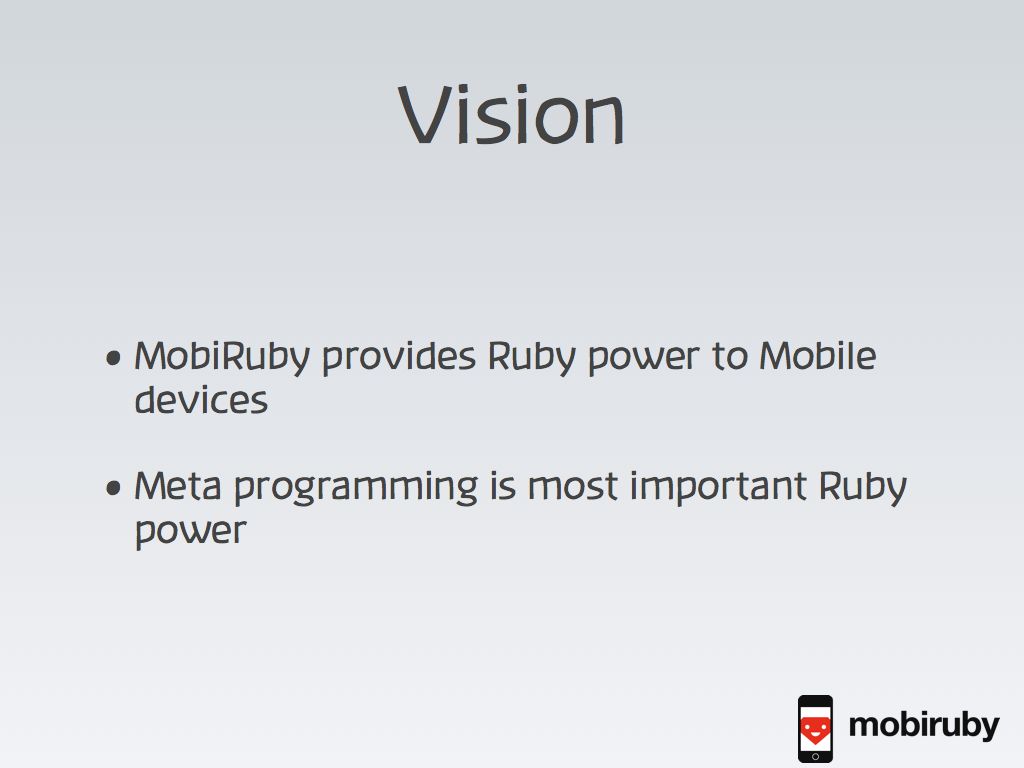 Vision
• MobiRuby provides Ruby power to Mobile
devices
• Meta programming is most important Ruby
power
mobiruby